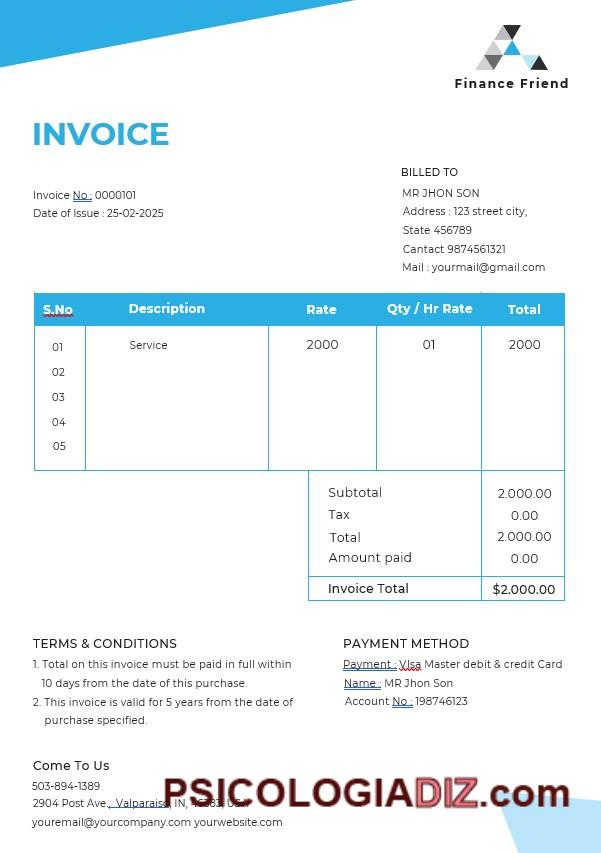 Finance Friend
INVOICE
BILLED TO
Invoice No : 0000101
MR JHON SON
Date of Issue : 25-02-2025
Address : 123 street city,
State 456789
Cantact 9874561321
Mail : yourmail@gmail.com
S.No Description Rate Qty / Hr Rate Total
01 Service 2000 01 2000
02
03
04
05
Subtotal 2.000.00
Tax 0.00
Total 2.000.00
Amount paid 0.00
Invoice Total $2.000.00
TERMS & CONDITIONS
1. Total on this invoice must be paid in full within
10 days from the date of this purchase.
2. This invoice is valid for 5 years from the date of
purchase specified.
PAYMENT METHOD
Payment : VIsa Master debit & credit Card
Name : MR Jhon Son
Account No : 198746123
Come To Us
503-894-1389
2904 Post Ave., Valparaiso, IN, 46383, USA
youremail@yourcompany.com yourwebsite.com
PSICOLOGIADIZ.com